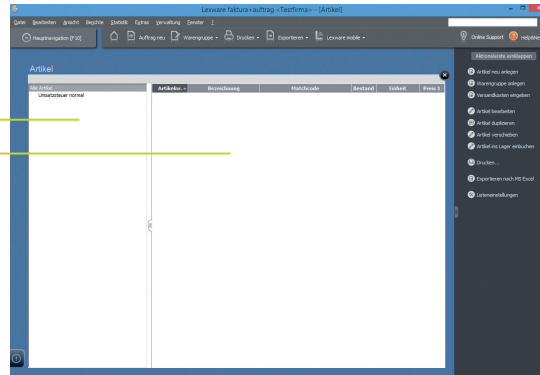 Lexware faktura+auftrag <Testfirma> - [Artikel]
Datei Bearbeiten Ansicht Berichte Statistik Extras Verwaltung Fenster ?
Hauptnavigation [F10] Auftrag neu Warengruppe Drucken Exportieren Lexware mobile Online Support
Aktionsleiste einklappen
Artikel
Artikel neu anlegen
Warengruppe anlegen
Versandkosten eingeben
Artikel bearbeiten
Artikel duplizieren
Artikel verschieben
Artikel ins Lager einbuchen
Drucken...
Exportieren nach MS Excel
Listeneinstellungen
Alle Artikel
Umsatzsteuer normal
Artikelnr. Bezeichnung Matchcode Bestand Einheit Preis 1